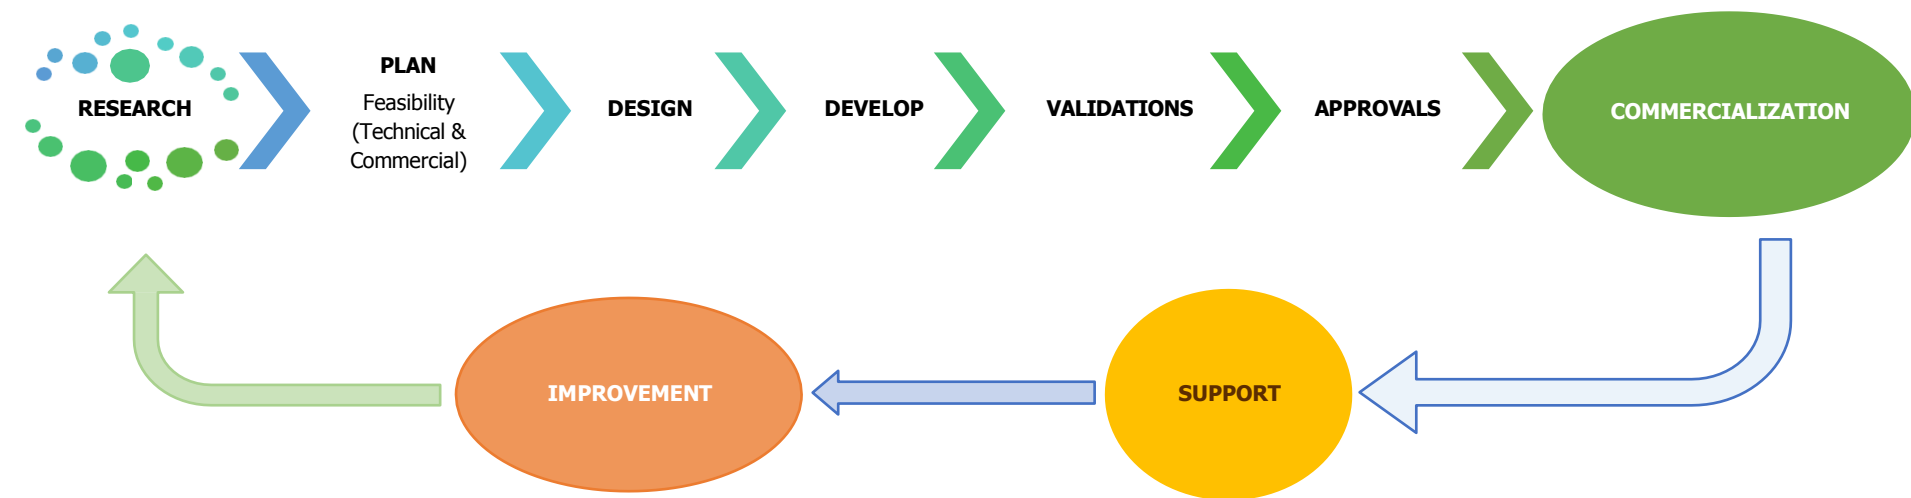 RESEARCH
PLAN
Feasibility
(Technical &
Commercial)
DESIGN
DEVELOP
VALIDATIONS
APPROVALS
COMMERCIALIZATION
IMPROVEMENT
SUPPORT